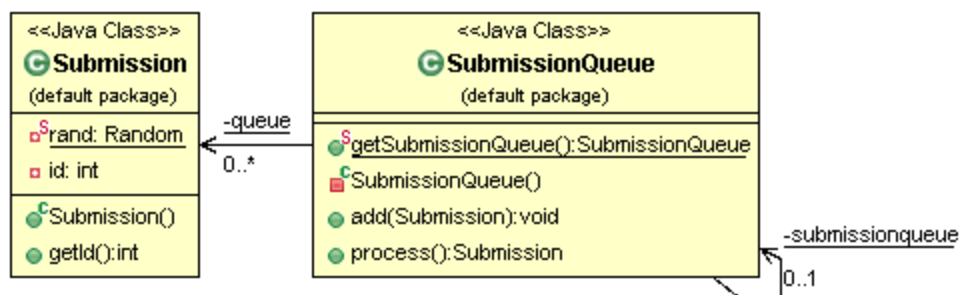 <<Java Class>>
Submission
(default package)
rand: Random
id: int
Submission()
getId():int
-queue
0..*
<<Java Class>>
SubmissionQueue
(default package)
getSubmissionQueue():SubmissionQueue
SubmissionQueue()
add(Submission):void
process():Submission
-submissionqueue
0..1